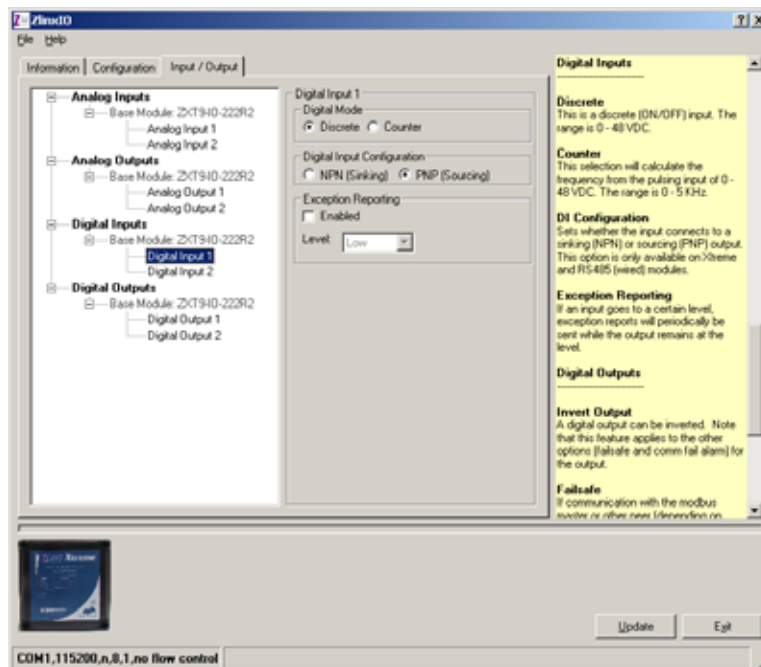 ZlinxIO
File Help
Information Configuration Input / Output
Analog Inputs
Base Module: ZXT9-IO-222R2
Analog Input 1
Analog Input 2
Analog Outputs
Base Module: ZXT9-IO-222R2
Analog Output 1
Analog Output 2
Digital Inputs
Base Module: ZXT9-IO-222R2
Digital Input 1
Digital Input 2
Digital Outputs
Base Module: ZXT9-IO-222R2
Digital Output 1
Digital Output 2
Digital Input 1
Digital Mode
Discrete Counter
Digital Input Configuration
NPN (Sinking) PNP (Sourcing)
Exception Reporting
Enabled
Level: Low
Digital Inputs
--------------------
Discrete
This is a discrete (ON/OFF) input. The
range is 0 - 48 VDC.
Counter
This selection will calculate the
frequency from the pulsing input of 0 -
48 VDC. The range is 0 - 5 KHz.
DI Configuration
Sets whether the input connects to a
sinking (NPN) or sourcing (PNP) output.
This option is only available on Xtreme
and RS485 (wired) modules.
Exception Reporting
If an input goes to a certain level,
exception reports will periodically be
sent while the output remains at the
level.
Digital Outputs
--------------------
Invert Output
A digital output can be inverted. Note
that this feature applies to the other
options (failsafe and comm fail alarm) for
the output.
Failsafe
If communication with the modbus
master or other peer (depending on
Xtreme
Update Exit
COM1,115200,n,8,1,no flow control